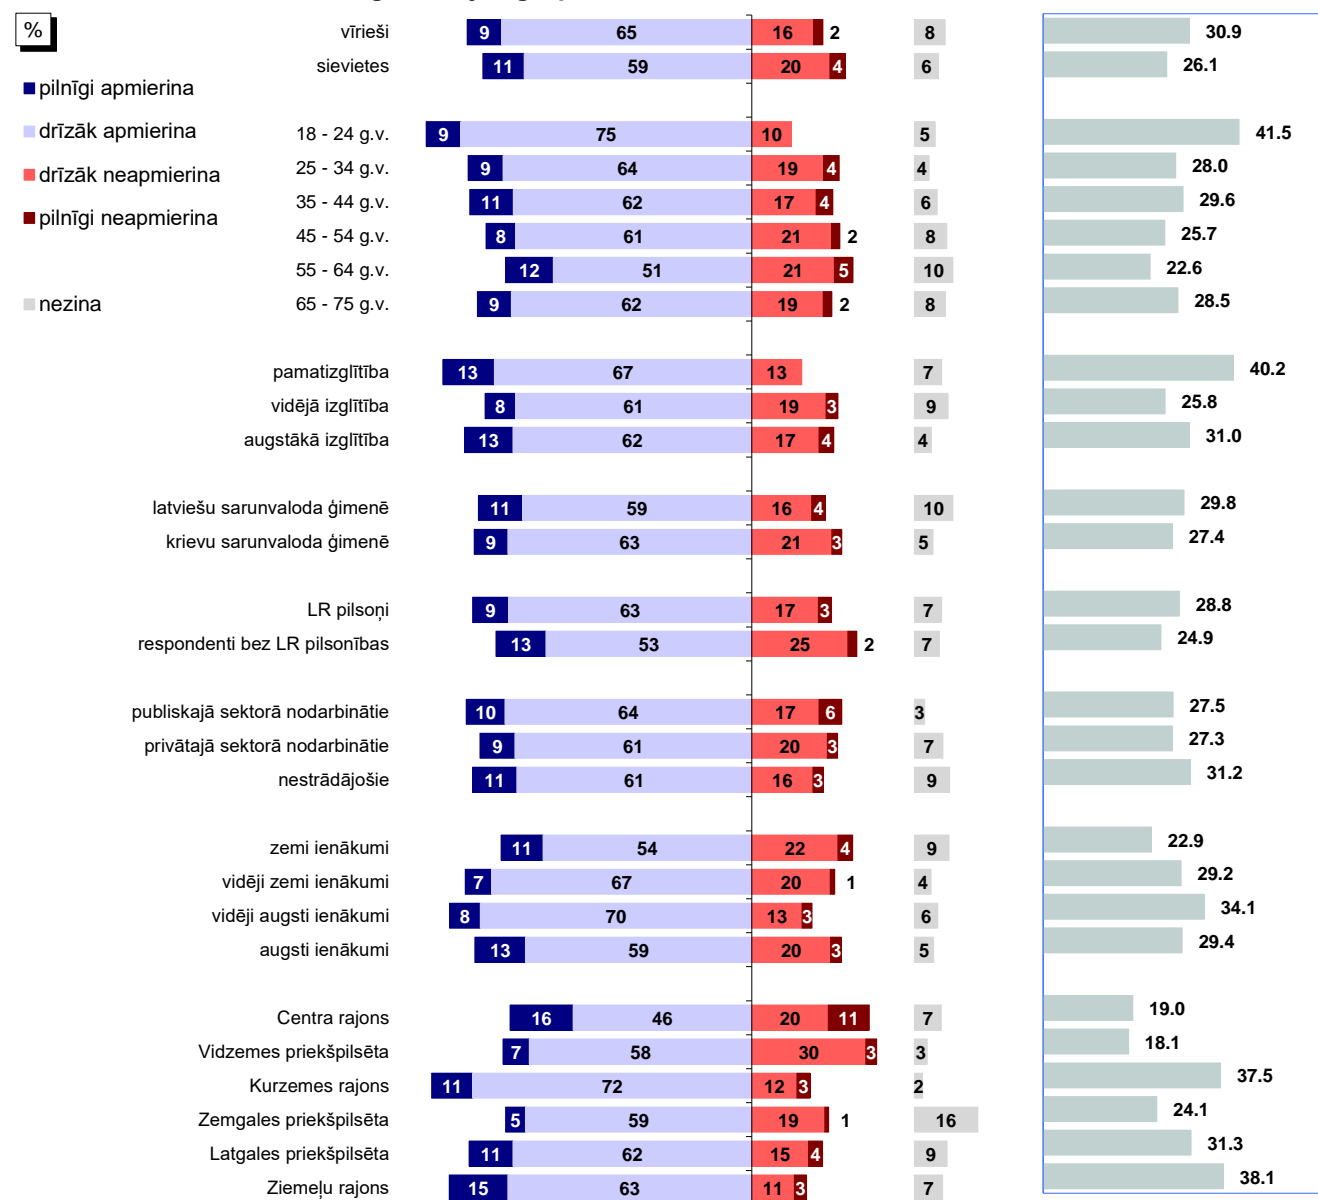 %
pilnīgi apmierina
drīzāk apmierina
drīzāk neapmierina
pilnīgi neapmierina
nezina
vīrieši 9 65 16 2 8 30.9
sievietes 11 59 20 4 6 26.1
18 - 24 g.v. 9 75 10 5 41.5
25 - 34 g.v. 9 64 19 4 4 28.0
35 - 44 g.v. 11 62 17 4 6 29.6
45 - 54 g.v. 8 61 21 2 8 25.7
55 - 64 g.v. 12 51 21 5 10 22.6
65 - 75 g.v. 9 62 19 2 8 28.5
pamatizglītība 13 67 13 7 40.2
vidējā izglītība 8 61 19 3 9 25.8
augstākā izglītība 13 62 17 4 4 31.0
latviešu sarunvaloda ģimenē 11 59 16 4 10 29.8
krievu sarunvaloda ģimenē 9 63 21 3 5 27.4
LR pilsoņi 9 63 17 3 7 28.8
respondenti bez LR pilsonības 13 53 25 2 7 24.9
publiskajā sektorā nodarbinātie 10 64 17 6 3 27.5
privātajā sektorā nodarbinātie 9 61 20 3 7 27.3
nestrādājošie 11 61 16 3 9 31.2
zemi ienākumi 11 54 22 4 9 22.9
vidēji zemi ienākumi 7 67 20 1 4 29.2
vidēji augsti ienākumi 8 70 13 3 6 34.1
augsti ienākumi 13 59 20 3 5 29.4
Centra rajons 16 46 20 11 7 19.0
Vidzemes priekšpilsēta 7 58 30 3 3 18.1
Kurzemes rajons 11 72 12 3 2 37.5
Zemgales priekšpilsēta 5 59 19 1 16 24.1
Latgales priekšpilsēta 11 62 15 4 9 31.3
Ziemeļu rajons 15 63 11 3 7 38.1